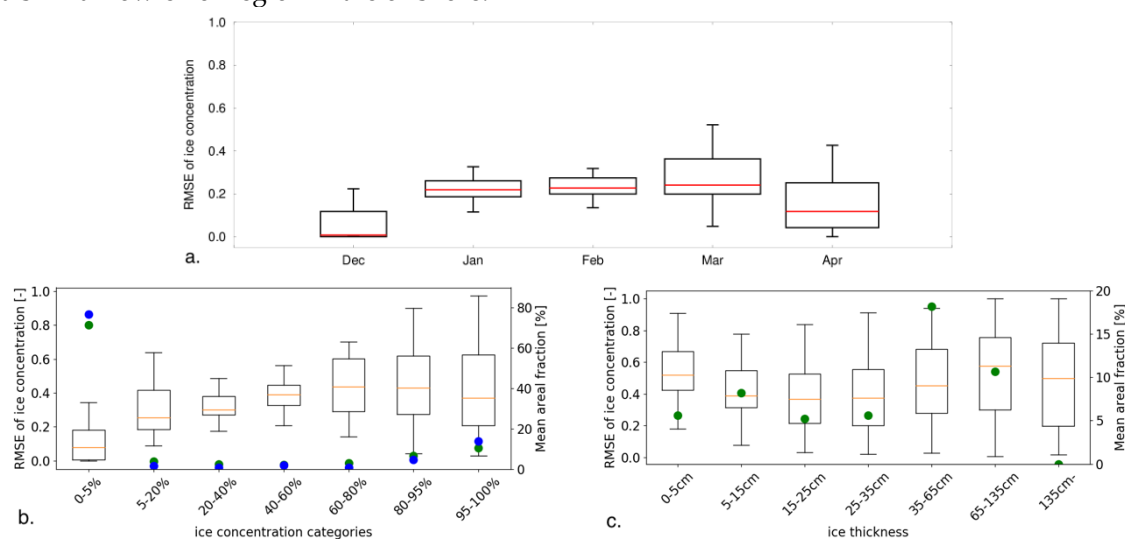 1.0
0.8
0.6
0.4
0.2
0.0
RMSE of ice concentration
Dec Jan Feb Mar Apr
a.
1.0
0.8
0.6
0.4
0.2
0.0
RMSE of ice concentration [-]
80
60
40
20
0
Mean areal fraction [%]
0-5% 5-20% 20-40% 40-60% 60-80% 80-95% 95-100%
ice concentration categories
b.
1.0
0.8
0.6
0.4
0.2
0.0
RMSE of ice concentration [-]
20
15
10
5
0
Mean areal fraction [%]
0-5cm 5-15cm 15-25cm 25-35cm 35-65cm 65-135cm 135cm-
ice thickness
c.